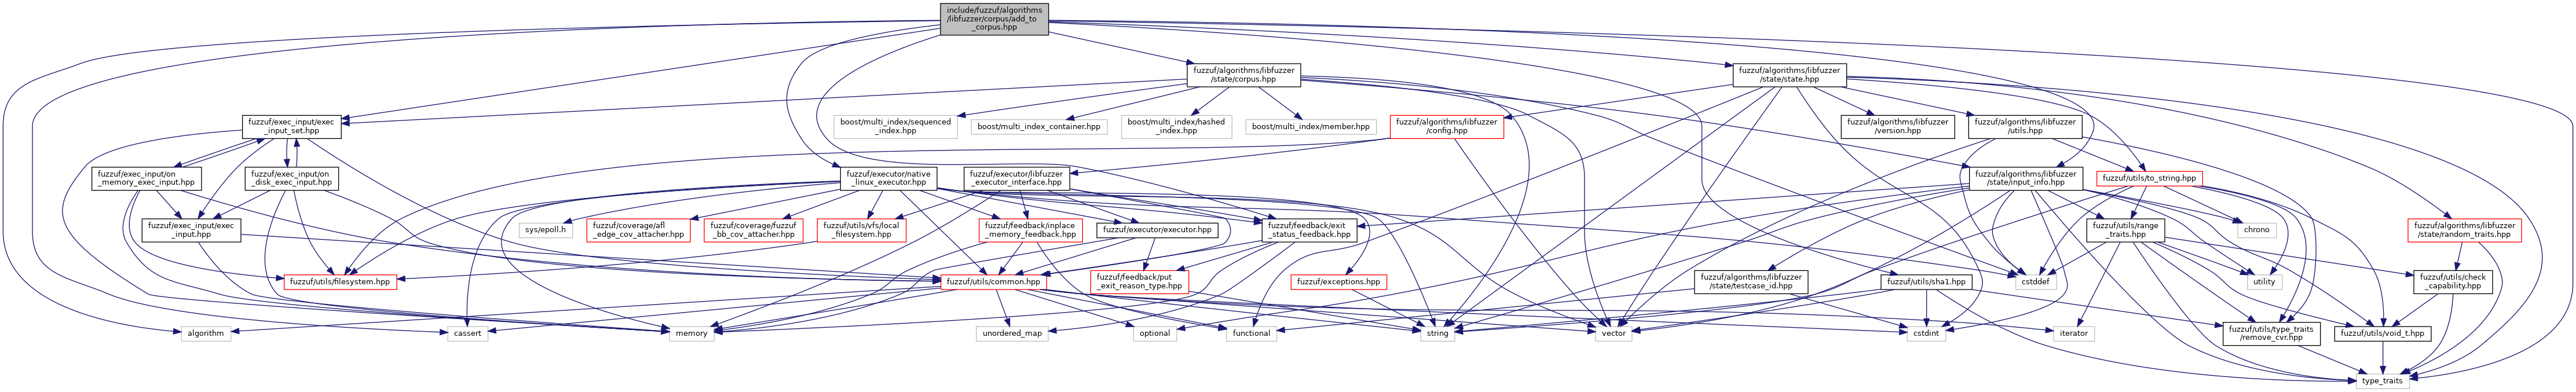 include/fuzzuf/algorithms
/libfuzzer/corpus/add_to
_corpus.hpp
fuzzuf/algorithms/libfuzzer
/state/corpus.hpp
fuzzuf/algorithms/libfuzzer
/state/state.hpp
fuzzuf/exec_input/exec
_input_set.hpp
boost/multi_index/sequenced
_index.hpp
boost/multi_index_container.hpp
boost/multi_index/hashed
_index.hpp
boost/multi_index/member.hpp
fuzzuf/algorithms/libfuzzer
/config.hpp
fuzzuf/algorithms/libfuzzer
/version.hpp
fuzzuf/algorithms/libfuzzer
/utils.hpp
fuzzuf/exec_input/on
_memory_exec_input.hpp
fuzzuf/exec_input/on
_disk_exec_input.hpp
fuzzuf/executor/native
_linux_executor.hpp
fuzzuf/executor/libfuzzer
_executor_interface.hpp
fuzzuf/algorithms/libfuzzer
/state/input_info.hpp
fuzzuf/utils/to_string.hpp
fuzzuf/exec_input/exec
_input.hpp
sys/epoll.h
fuzzuf/coverage/afl
_edge_cov_attacher.hpp
fuzzuf/coverage/fuzzuf
_bb_cov_attacher.hpp
fuzzuf/utils/vfs/local
_filesystem.hpp
fuzzuf/feedback/inplace
_memory_feedback.hpp
fuzzuf/executor/executor.hpp
fuzzuf/feedback/exit
_status_feedback.hpp
fuzzuf/utils/range
_traits.hpp
chrono
fuzzuf/algorithms/libfuzzer
/state/random_traits.hpp
fuzzuf/utils/filesystem.hpp
fuzzuf/utils/common.hpp
fuzzuf/feedback/put
_exit_reason_type.hpp
fuzzuf/exceptions.hpp
fuzzuf/algorithms/libfuzzer
/state/testcase_id.hpp
fuzzuf/utils/sha1.hpp
cstddef
utility
fuzzuf/utils/check
_capability.hpp
algorithm
cassert
memory
unordered_map
optional
functional
string
vector
cstdint
iterator
fuzzuf/utils/type_traits
/remove_cvr.hpp
fuzzuf/utils/void_t.hpp
type_traits